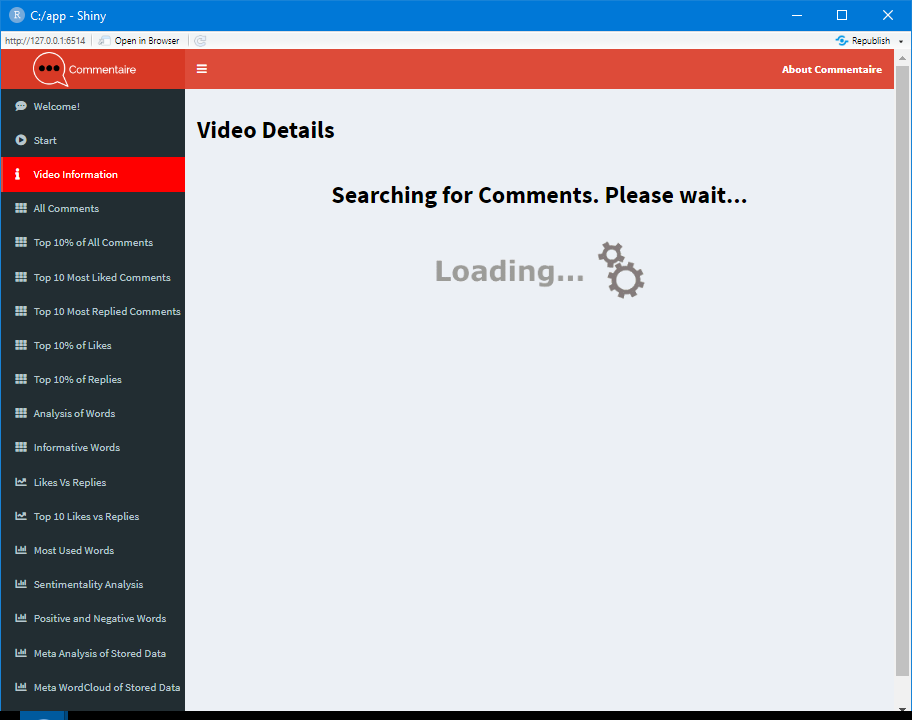 C:/app - Shiny
http://127.0.0.1:6514 Open in Browser Republish
Commentaire About Commentaire
Welcome!
Start
Video Information
All Comments
Top 10% of All Comments
Top 10 Most Liked Comments
Top 10 Most Replied Comments
Top 10% of Likes
Top 10% of Replies
Analysis of Words
Informative Words
Likes Vs Replies
Top 10 Likes vs Replies
Most Used Words
Sentimentality Analysis
Positive and Negative Words
Meta Analysis of Stored Data
Meta WordCloud of Stored Data
Video Details
Searching for Comments. Please wait...
Loading...